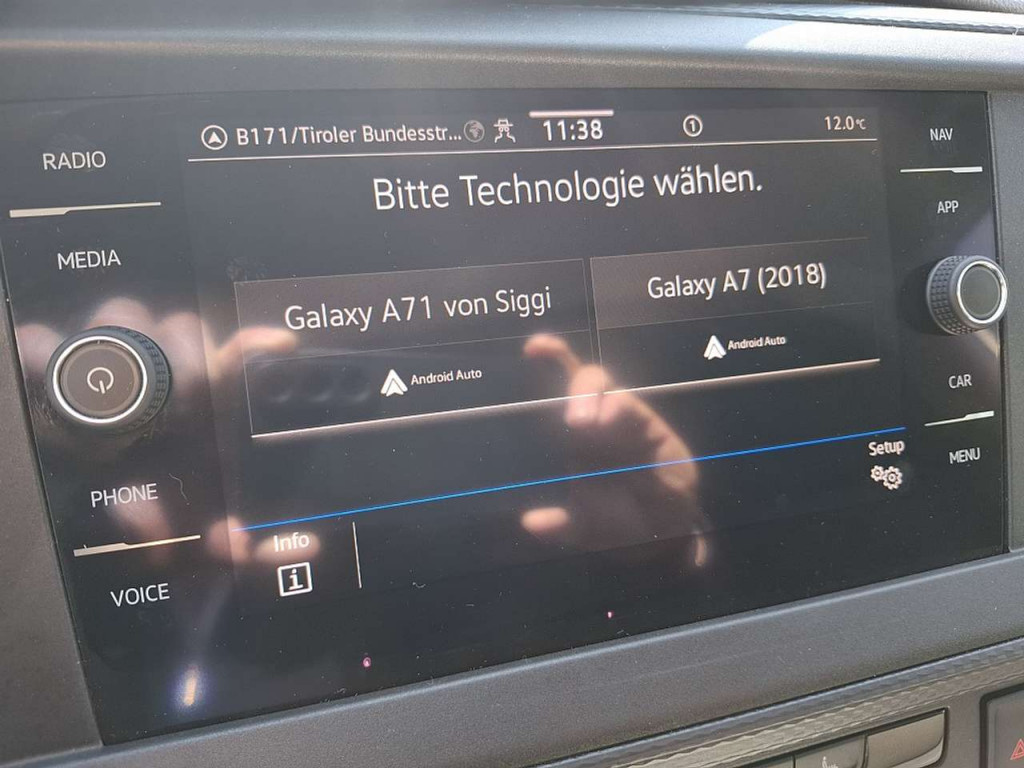 RADIO
MEDIA
PHONE
VOICE
B171/Tiroler Bundesstr...
11:38
1
12.0°C
Bitte Technologie wählen.
Galaxy A71 von Siggi
Android Auto
Galaxy A7 (2018)
Android Auto
Setup
Info
i
NAV
APP
CAR
MENU